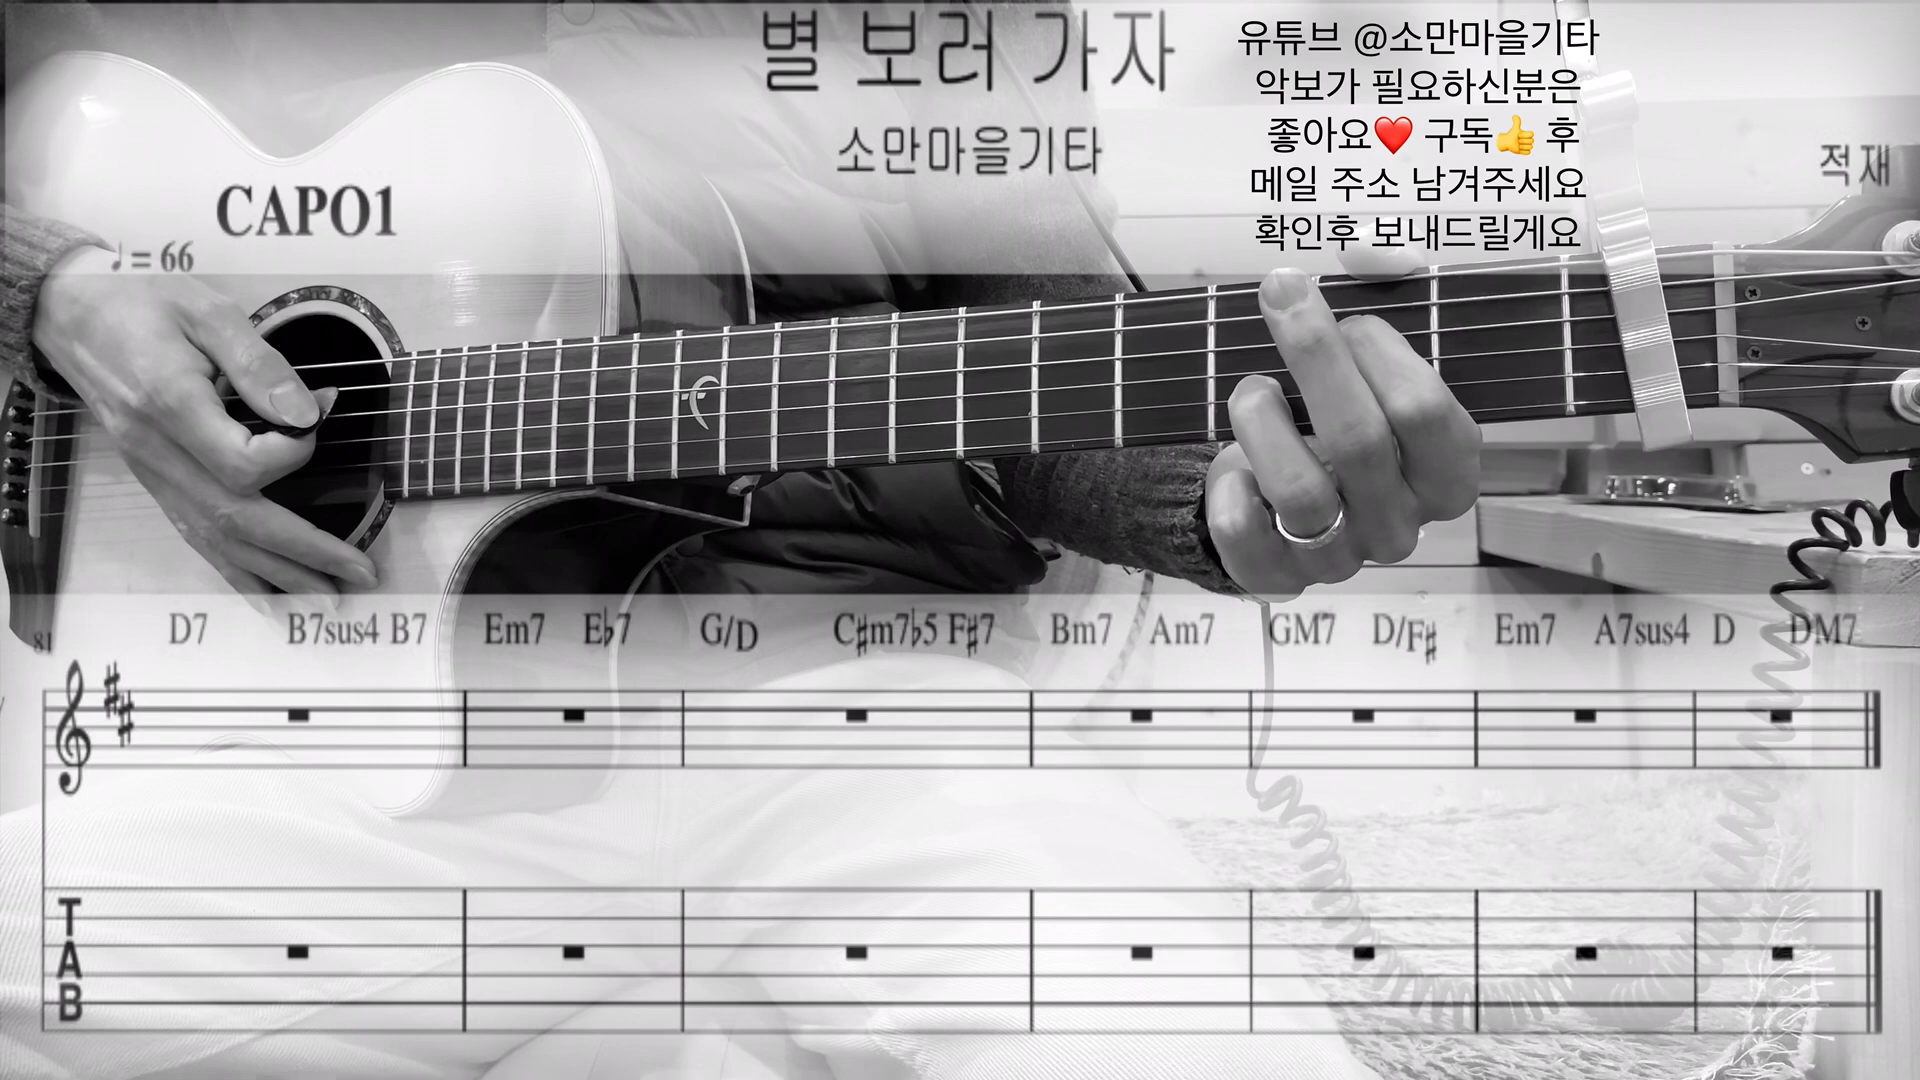 별 보러 가자
소만마을기타
유튜브 @소만마을기타
악보가 필요하신분은
좋아요❤️ 구독👍 후
메일 주소 남겨주세요
확인후 보내드릴게요
적재
CAPO1
♩= 66
D7 B7sus4 B7 Em7 E♭7 G/D C♯m7♭5 F♯7 Bm7 Am7 GM7 D/F♯ Em7 A7sus4 D DM7
81
T
A
B